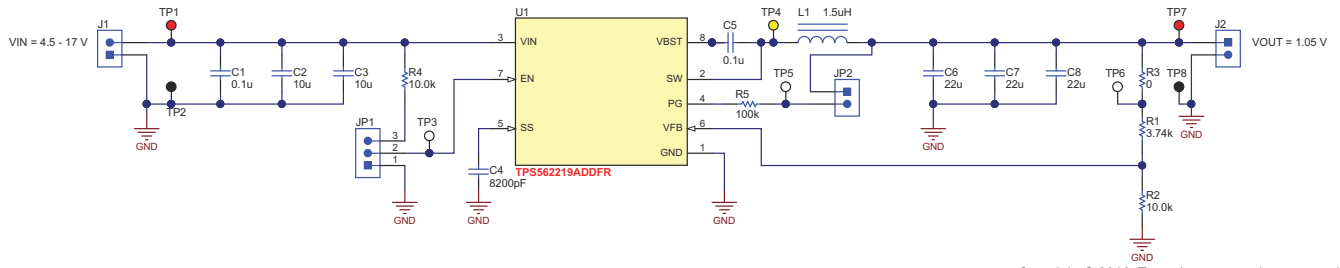 J1
VIN = 4.5 - 17 V
TP1
TP2
C1
0.1u
C2
10u
C3
10u
R4
10.0k
JP1
3
2
1
GND
GND
TP3
C4
8200pF
GND
U1
3
VIN
7
EN
5
SS
VBST
8
SW
2
PG
4
VFB
6
GND
1
TPS562219ADDFR
GND
C5
0.1u
TP4
L1
1.5uH
R5
100k
TP5
JP2
C6
22u
C7
22u
C8
22u
GND
TP6
R3
0
R1
3.74k
R2
10.0k
GND
TP7
TP8
GND
J2
VOUT = 1.05 V